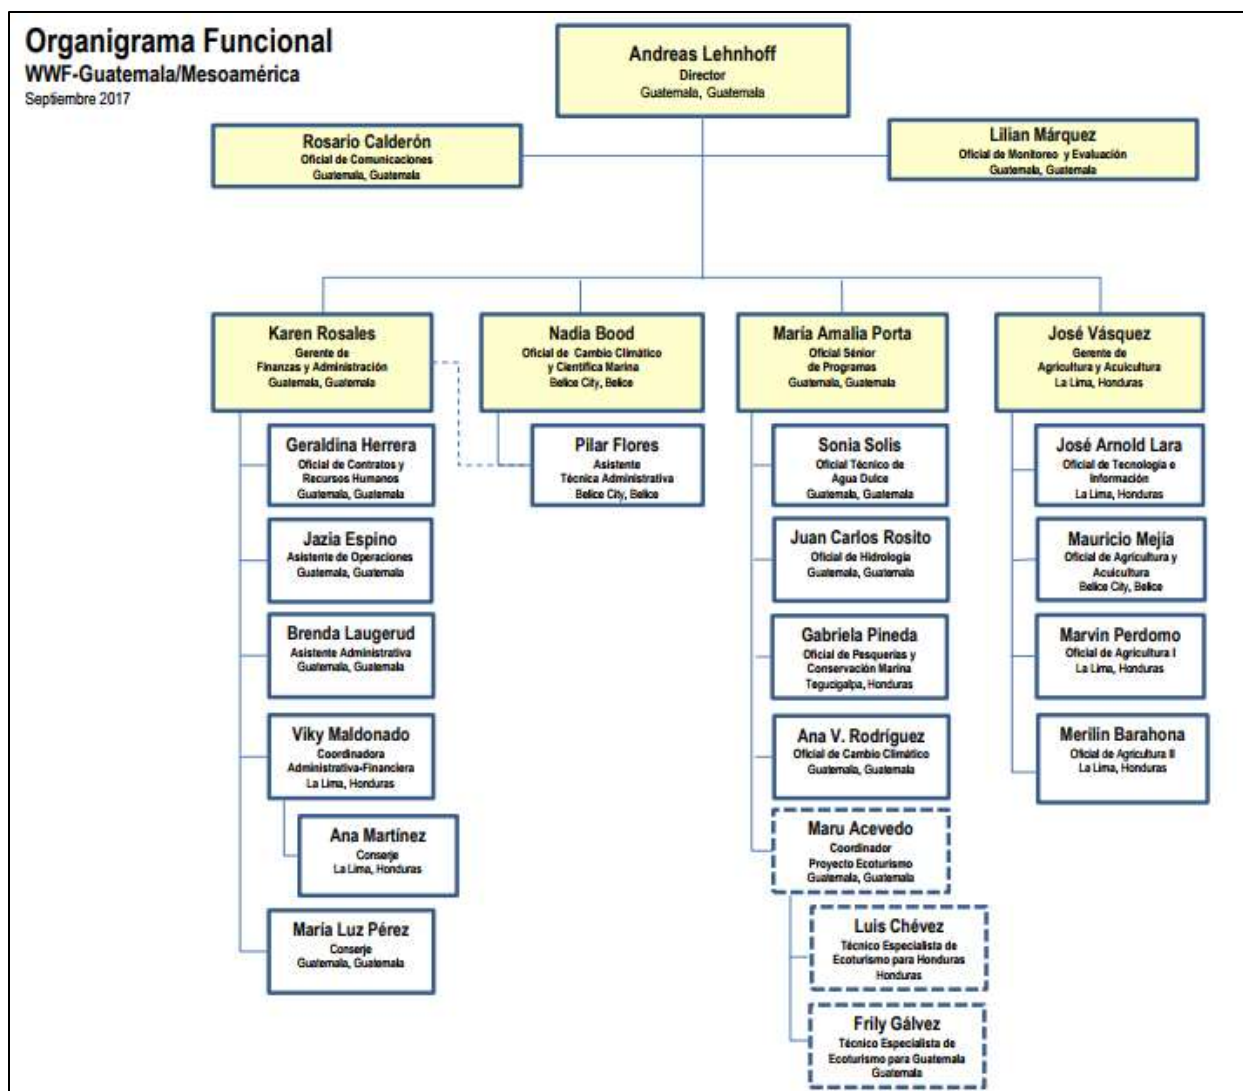 Organigrama Funcional
WWF-Guatemala/Mesoamérica
Septiembre 2017
Andreas Lehnhoff
Director
Guatemala, Guatemala
Rosario Calderón
Oficial de Comunicaciones
Guatemala, Guatemala
Lilian Márquez
Oficial de Monitoreo y Evaluación
Guatemala, Guatemala
Karen Rosales
Gerente de
Finanzas y Administración
Guatemala, Guatemala
Nadia Bood
Oficial de Cambio Climático
y Científica Marina
Belice City, Belice
María Amalia Porta
Oficial Sénior
de Programas
Guatemala, Guatemala
José Vásquez
Gerente de
Agricultura y Acuicultura
La Lima, Honduras
Geraldina Herrera
Oficial de Contratos y
Recursos Humanos
Guatemala, Guatemala
Jazia Espino
Asistente de Operaciones
Guatemala, Guatemala
Brenda Laugerud
Asistente Administrativa
Guatemala, Guatemala
Viky Maldonado
Coordinadora
Administrativa-Financiera
La Lima, Honduras
Ana Martínez
Conserje
La Lima, Honduras
María Luz Pérez
Conserje
Guatemala, Guatemala
Pilar Flores
Asistente
Técnica Administrativa
Belice City, Belice
Sonia Solis
Oficial Técnico de
Agua Dulce
Guatemala, Guatemala
Juan Carlos Rosito
Oficial de Hidrología
Guatemala, Guatemala
Gabriela Pineda
Oficial de Pesquerías y
Conservación Marina
Tegucigalpa, Honduras
Ana V. Rodríguez
Oficial de Cambio Climático
Guatemala, Guatemala
Maru Acevedo
Coordinador
Proyecto Ecoturismo
Guatemala, Guatemala
Luis Chévez
Técnico Especialista de
Ecoturismo para Honduras
Honduras
Frily Gálvez
Técnico Especialista de
Ecoturismo para Guatemala
Guatemala
José Arnold Lara
Oficial de Tecnología e
Información
La Lima, Honduras
Mauricio Mejía
Oficial de Agricultura y
Acuicultura
Belice City, Belice
Marvin Perdomo
Oficial de Agricultura I
La Lima, Honduras
Merilin Barahona
Oficial de Agricultura II
La Lima, Honduras